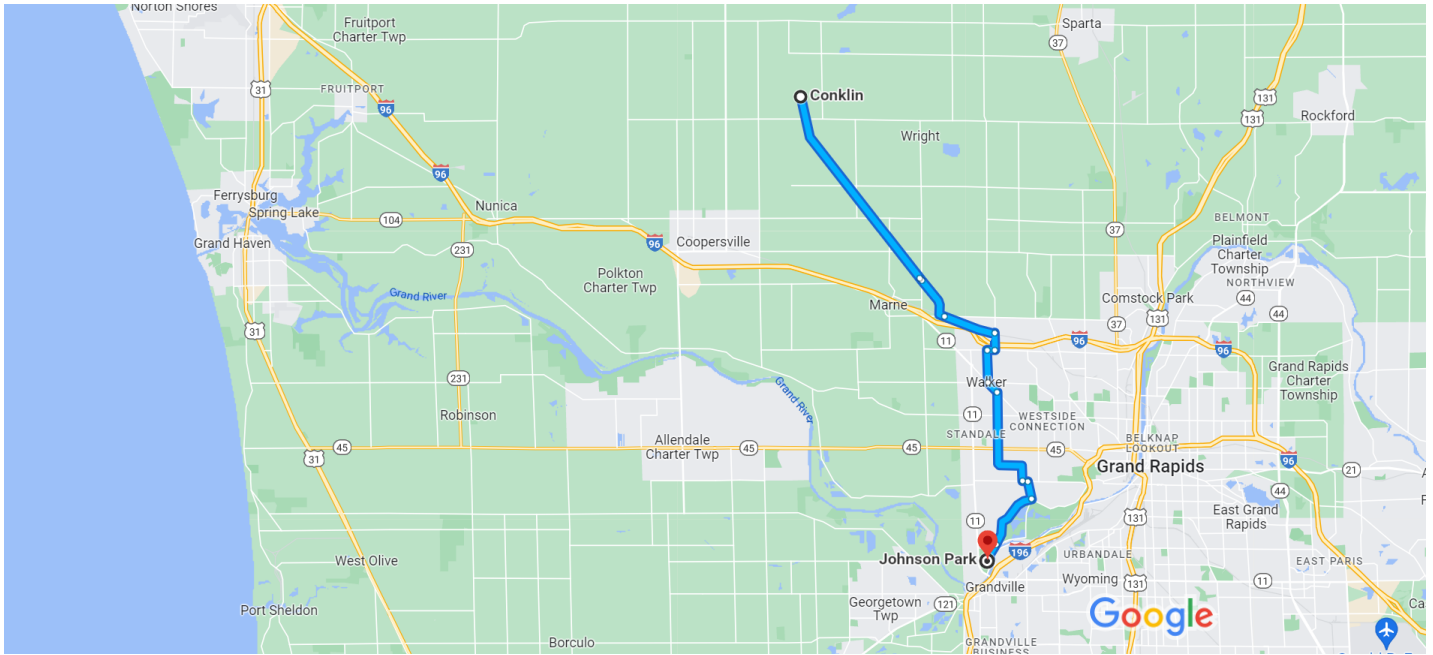 Norton Shores
Fruitport
Charter Twp
Sparta
37
31
FRUITPORT
96
131
131
Rockford
Conklin
Wright
96
Ferrysburg
Spring Lake
Nunica
104
Grand Haven
231
96
Coopersville
37
BELMONT
Plainfield
Charter
Township
NORTHVIEW
Polkton
Charter Twp
Grand River
Marne
Comstock Park
44
44
131
37
31
11
96
96
Grand Rapids
Charter
Township
231
Walker
Grand River
Robinson
11
WESTSIDE
CONNECTION
STANDALE
45
Allendale
Charter Twp
45
45
45
BELKNAP
LOOKOUT
31
Grand Rapids
96
21
44
East Grand
Rapids
11
131
196
Johnson Park
URBANDALE
EAST PARIS
West Olive
Grandville
Wyoming
131
11
Port Sheldon
Georgetown
Twp
121
Google
Ca
Borculo
GRANDVILLE
BUSINESS